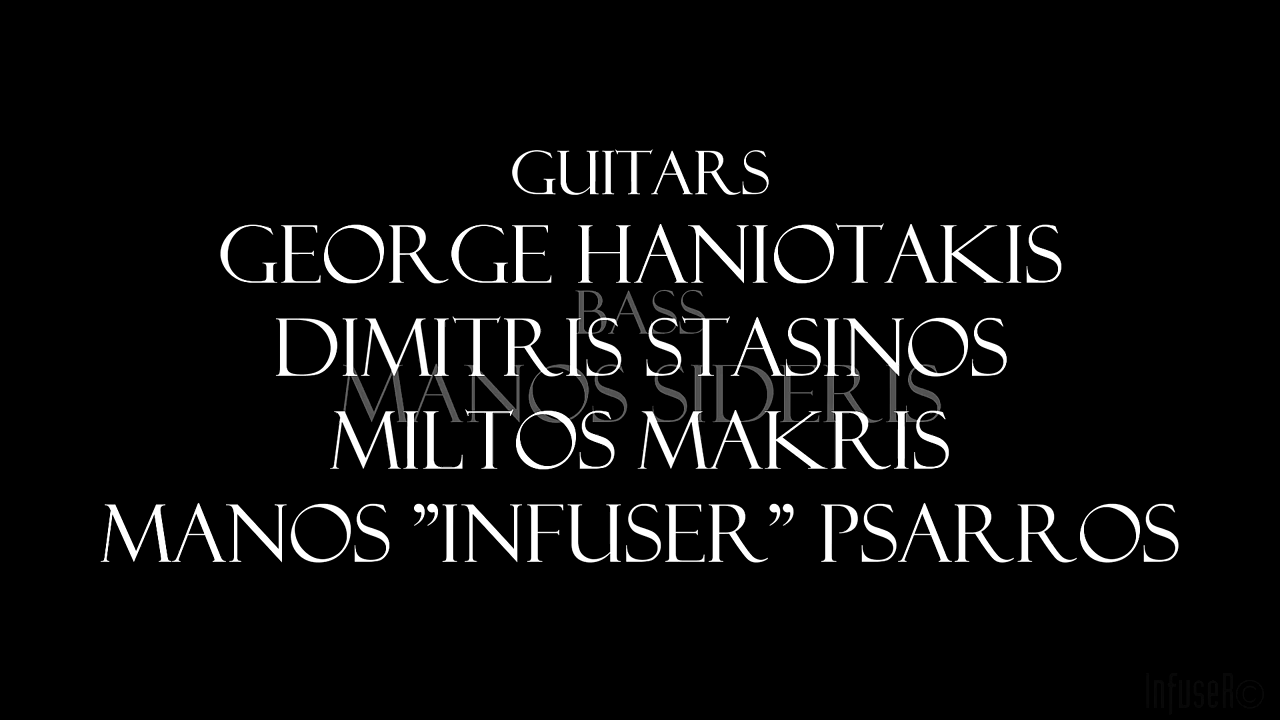 GUITARS
GEORGE HANIOTAKIS
BASS
DIMITRIS STASINOS
MANOS SIDERIS
MILTOS MAKRIS
MANOS "INFUSER" PSARROS
InfuseR©